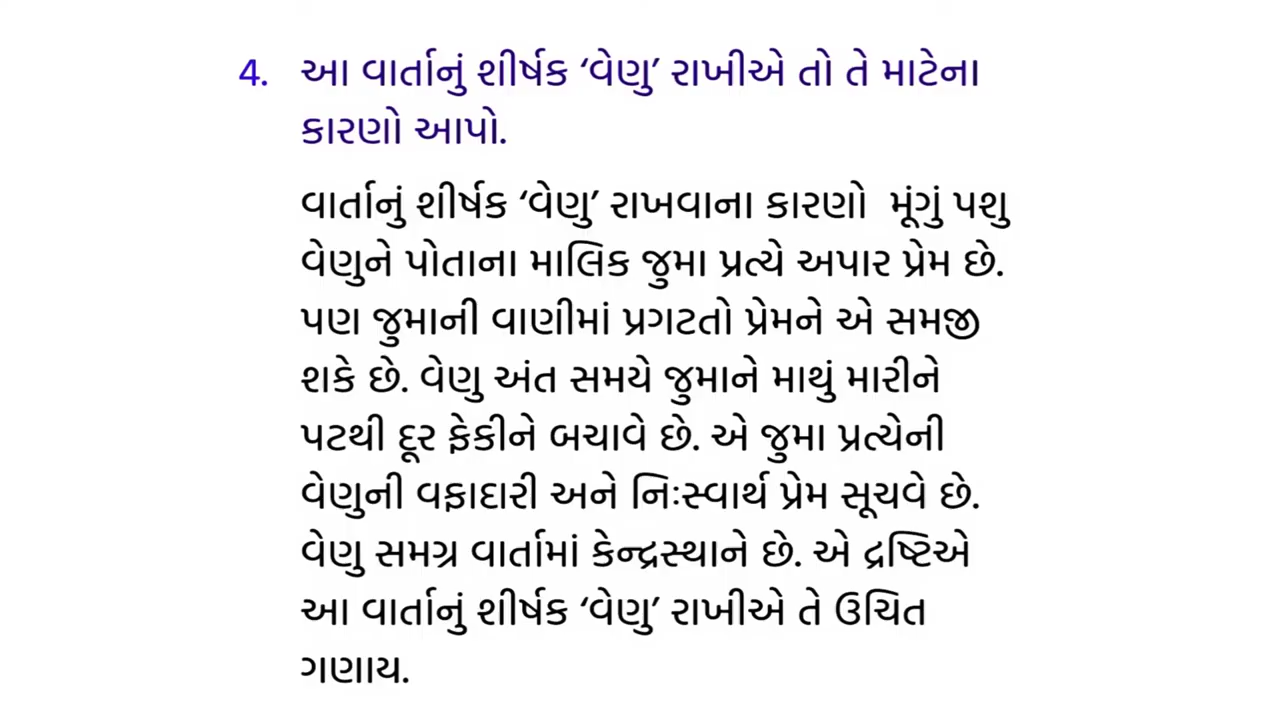 4. આ વાર્તાનું શીર્ષક ‘વેણુ’ રાખીએ તો તે માટેના
કારણો આપો.
વાર્તાનું શીર્ષક ‘વેણુ’ રાખવાના કારણો  મૂંગું પશુ
વેણુને પોતાના માલિક જુમા પ્રત્યે અપાર પ્રેમ છે.
પણ જુમાની વાણીમાં પ્રગટતો પ્રેમને એ સમજી
શકે છે. વેણુ અંત સમયે જુમાને માથું મારીને
પટથી દૂર ફેકીને બચાવે છે. એ જુમા પ્રત્યેની
વેણુની વફાદારી અને નિઃસ્વાર્થ પ્રેમ સૂચવે છે.
વેણુ સમગ્ર વાર્તામાં કેન્દ્રસ્થાને છે. એ દ્રષ્ટિએ
આ વાર્તાનું શીર્ષક ‘વેણુ’ રાખીએ તે ઉચિત
ગણાય.